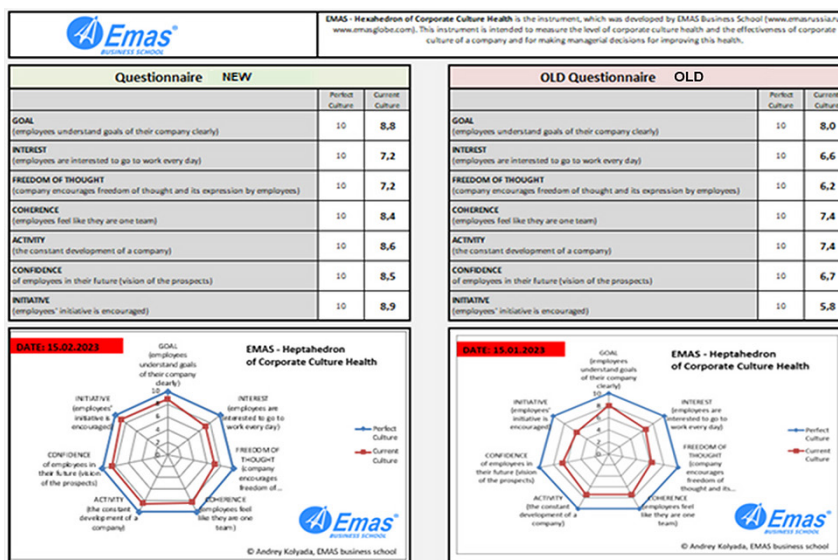 Emas®
BUSINESS SCHOOL
EMAS - Hexahedron of Corporate Culture Health is the instrument, which was developed by EMAS Business School (www.emasrussia.ru
www.emasglobe.com). This instrument is intended to measure the level of corporate culture health and the effectiveness of corporate
culture of a company and for making managerial decisions for improving this health.
Questionnaire NEW
Perfect Culture
Current Culture
GOAL
(employees understand goals of their company clearly)
10 8,8
INTEREST
(employees are interested to go to work every day)
10 7,2
FREEDOM OF THOUGHT
(company encourages freedom of thought and its expression by employees)
10 7,2
COHERENCE
(employees feel like they are one team)
10 8,4
ACTIVITY
(the constant development of a company)
10 8,6
CONFIDENCE
of employees in their future (vision of the prospects)
10 8,5
INITIATIVE
(employees' initiative is encouraged)
10 8,9
OLD Questionnaire OLD
Perfect Culture
Current Culture
GOAL
(employees understand goals of their company clearly)
10 8,0
INTEREST
(employees are interested to go to work every day)
10 6,6
FREEDOM OF THOUGHT
(company encourages freedom of thought and its expression by employees)
10 6,2
COHERENCE
(employees feel like they are one team)
10 7,4
ACTIVITY
(the constant development of a company)
10 7,4
CONFIDENCE
of employees in their future (vision of the prospects)
10 6,7
INITIATIVE
(employees' initiative is encouraged)
10 5,8
DATE: 15.02.2023
EMAS - Heptahedron
of Corporate Culture Health
GOAL
(employees
understand goals
of their company
clearly)
INTEREST
(employees are
interested to go to
work every day)
FREEDOM OF
THOUGHT
(company
encourages
freedom of...
COHERENCE
(employees feel
like they are one
team)
ACTIVITY
(the constant
development of a
company)
CONFIDENCE
of employees in
their future (vision
of the prospects)
INITIATIVE
(employees'
initiative is
encouraged)
10
8
6
4
2
0
Perfect
Culture
Current
Culture
Emas®
BUSINESS SCHOOL
© Andrey Kolyada, EMAS business school
DATE: 15.01.2023
EMAS - Heptahedron
of Corporate Culture Health
GOAL
(employees
understand goals
of their company
clearly)
INTEREST
(employees are
interested to go to
work every day)
FREEDOM OF
THOUGHT
(company
encourages
freedom of
thought and its...
COHERENCE
(employees feel
like they are one
team)
ACTIVITY
(the constant
development of a
company)
CONFIDENCE
of employees in
their future (vision
of the prospects)
INITIATIVE
(employees'
initiative is
encouraged)
10
8
6
4
2
0
Perfect
Culture
Current
Culture
Emas®
BUSINESS SCHOOL
© Andrey Kolyada, EMAS business school